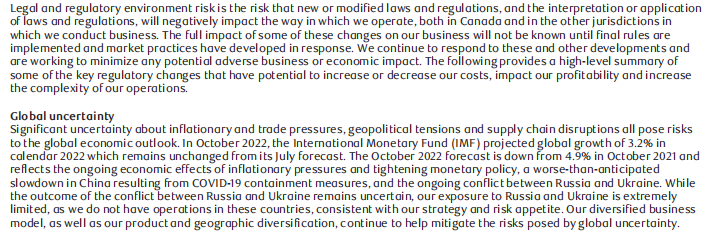 Legal and regulatory environment risk is the risk that new or modified laws and regulations, and the interpretation or application
of laws and regulations, will negatively impact the way in which we operate, both in Canada and in the other jurisdictions in
which we conduct business. The full impact of some of these changes on our business will not be known until final rules are
implemented and market practices have developed in response. We continue to respond to these and other developments and
are working to minimize any potential adverse business or economic impact. The following provides a high-level summary of
some of the key regulatory changes that have potential to increase or decrease our costs, impact our profitability and increase
the complexity of our operations.
Global uncertainty
Significant uncertainty about inflationary and trade pressures, geopolitical tensions and supply chain disruptions all pose risks
to the global economic outlook. In October 2022, the International Monetary Fund (IMF) projected global growth of 3.2% in
calendar 2022 which remains unchanged from its July forecast. The October 2022 forecast is down from 4.9% in October 2021 and
reflects the ongoing economic effects of inflationary pressures and tightening monetary policy, a worse-than-anticipated
slowdown in China resulting from COVID-19 containment measures, and the ongoing conflict between Russia and Ukraine. While
the outcome of the conflict between Russia and Ukraine remains uncertain, our exposure to Russia and Ukraine is extremely
limited, as we do not have operations in these countries, consistent with our strategy and risk appetite. Our diversified business
model, as well as our product and geographic diversification, continue to help mitigate the risks posed by global uncertainty.